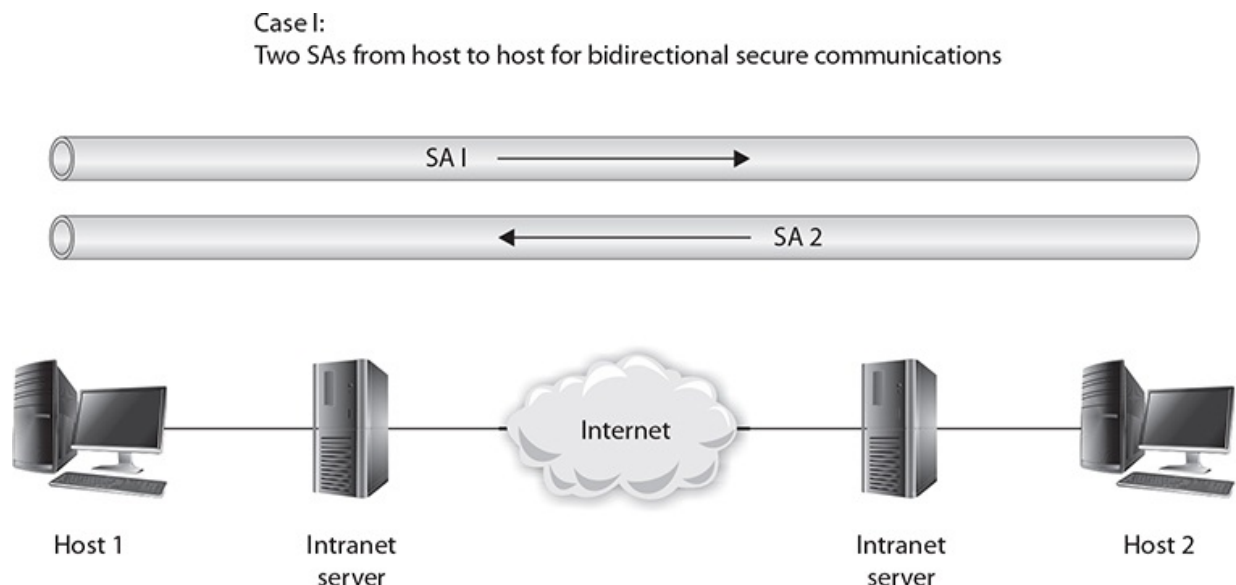 Case I:
Two SAs from host to host for bidirectional secure communications
SA I
SA 2
Internet
Host 1
Intranet
server
Intranet
server
Host 2